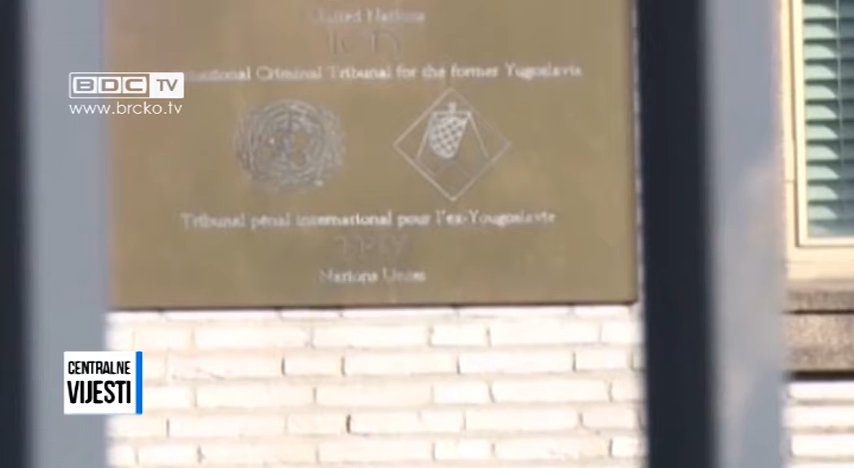 United Nations
ICTY
national Criminal Tribunal for the former Yugoslavia
BDC TV
www.brcko.tv
Tribunal pénal international pour l'ex-Yougoslavie
TPIY
Nations Unies
CENTRALNE
VIJESTI